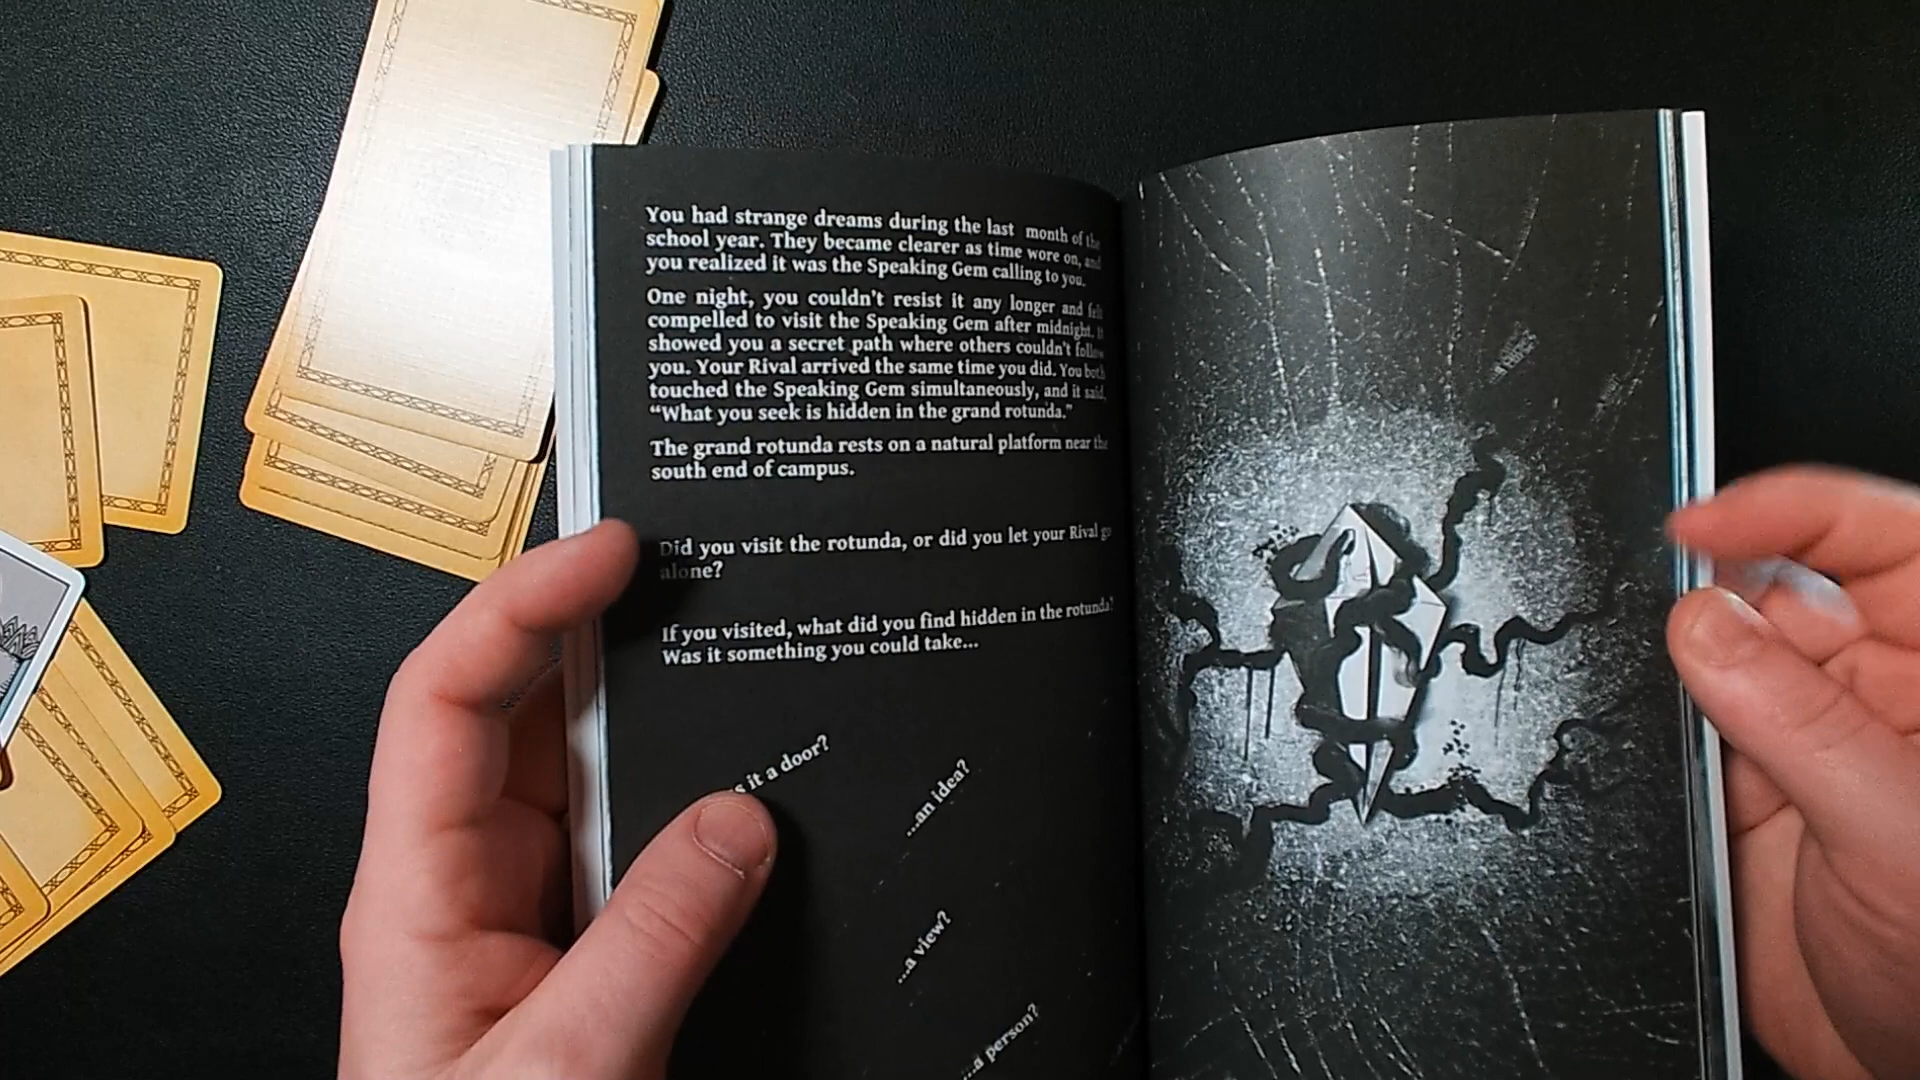 You had strange dreams during the last month of the
school year. They became clearer as time wore on, and
you realized it was the Speaking Gem calling to you.
One night, you couldn't resist it any longer and felt
compelled to visit the Speaking Gem after midnight. It
showed you a secret path where others couldn't follow
you. Your Rival arrived the same time you did. You both
touched the Speaking Gem simultaneously, and it said,
“What you seek is hidden in the grand rotunda.”
The grand rotunda rests on a natural platform near the
south end of campus.
Did you visit the rotunda, or did you let your Rival go
alone?
If you visited, what did you find hidden in the rotunda?
Was it something you could take...
it a door?
...an idea?
...a view?
...a person?